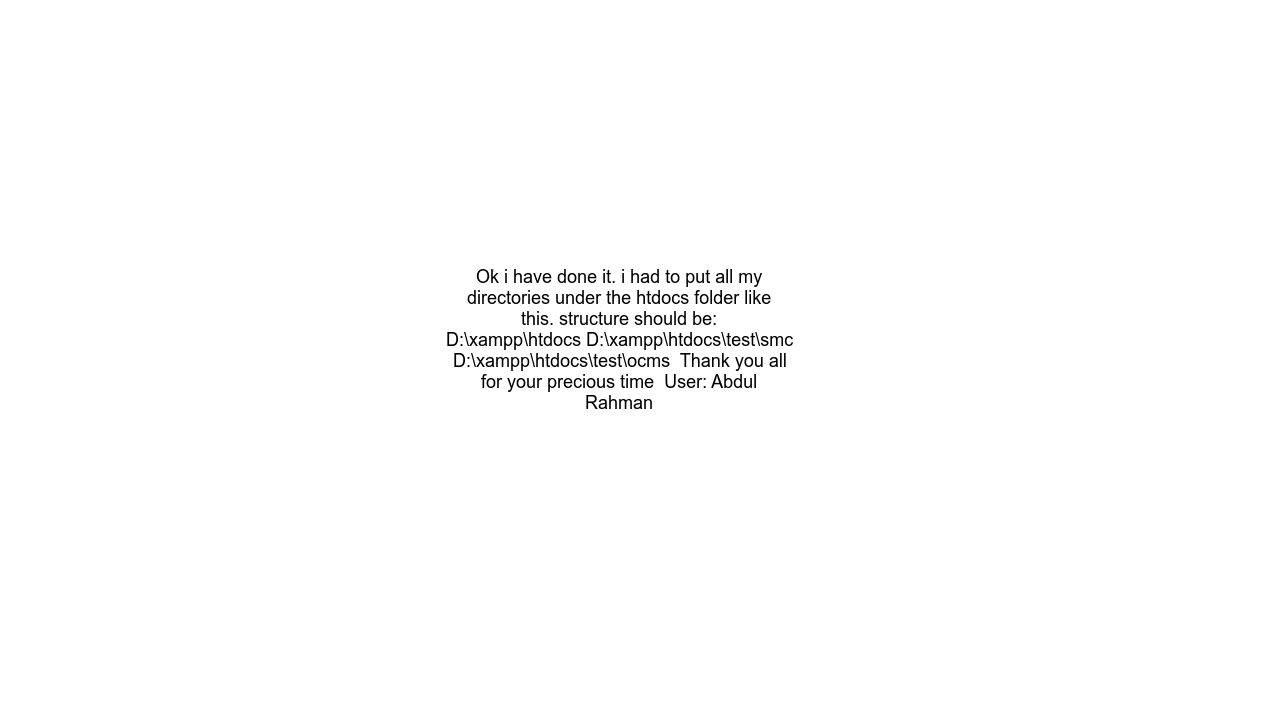 Ok i have done it. i had to put all my
directories under the htdocs folder like
this. structure should be:
D:\xampp\htdocs D:\xampp\htdocs\test\smc
D:\xampp\htdocs\test\ocms  Thank you all
for your precious time  User: Abdul
Rahman